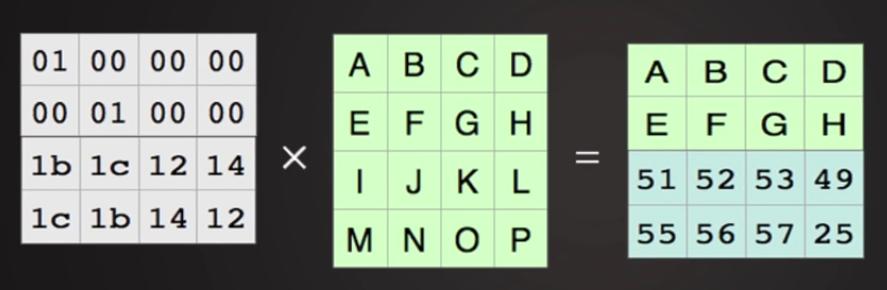 01 00 00 00
00 01 00 00
1b 1c 12 14
1c 1b 14 12
×
A B C D
E F G H
I J K L
M N O P
=
A B C D
E F G H
51 52 53 49
55 56 57 25